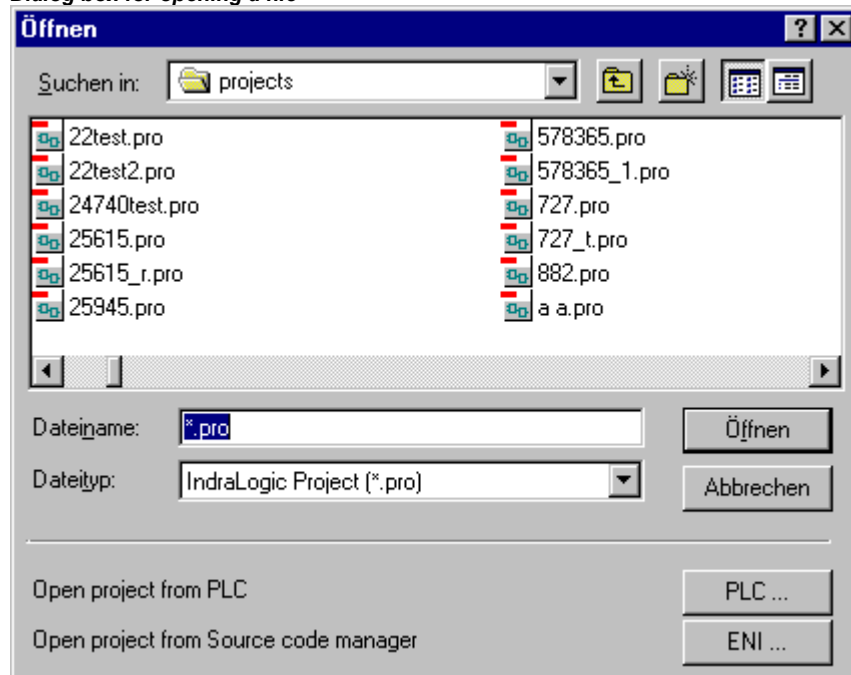 Dialog box for opening a file
Öffnen
Suchen in: projects
22test.pro
22test2.pro
24740test.pro
25615.pro
25615_r.pro
25945.pro
578365.pro
578365_1.pro
727.pro
727_t.pro
882.pro
a a.pro
Dateiname: *.pro Öffnen
Dateityp: IndraLogic Project (*.pro) Abbrechen
Open project from PLC PLC ...
Open project from Source code manager ENI ...